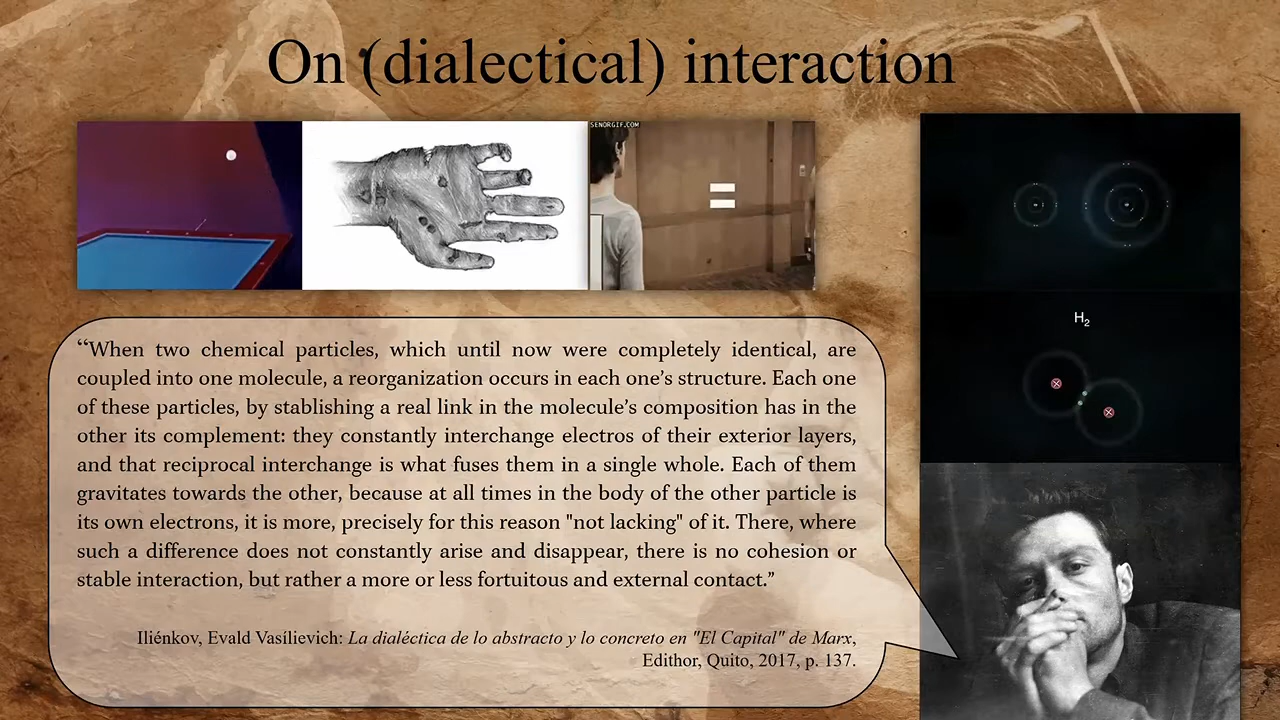 On (dialectical) interaction
SENORGIF.COM
H₂
“When two chemical particles, which until now were completely identical, are
coupled into one molecule, a reorganization occurs in each one’s structure. Each one
of these particles, by stablishing a real link in the molecule’s composition has in the
other its complement: they constantly interchange electros of their exterior layers,
and that reciprocal interchange is what fuses them in a single whole. Each of them
gravitates towards the other, because at all times in the body of the other particle is
its own electrons, it is more, precisely for this reason "not lacking" of it. There, where
such a difference does not constantly arise and disappear, there is no cohesion or
stable interaction, but rather a more or less fortuitous and external contact.”
Iliénkov, Evald Vasílievich: La dialéctica de lo abstracto y lo concreto en "El Capital" de Marx,
Edithor, Quito, 2017, p. 137.